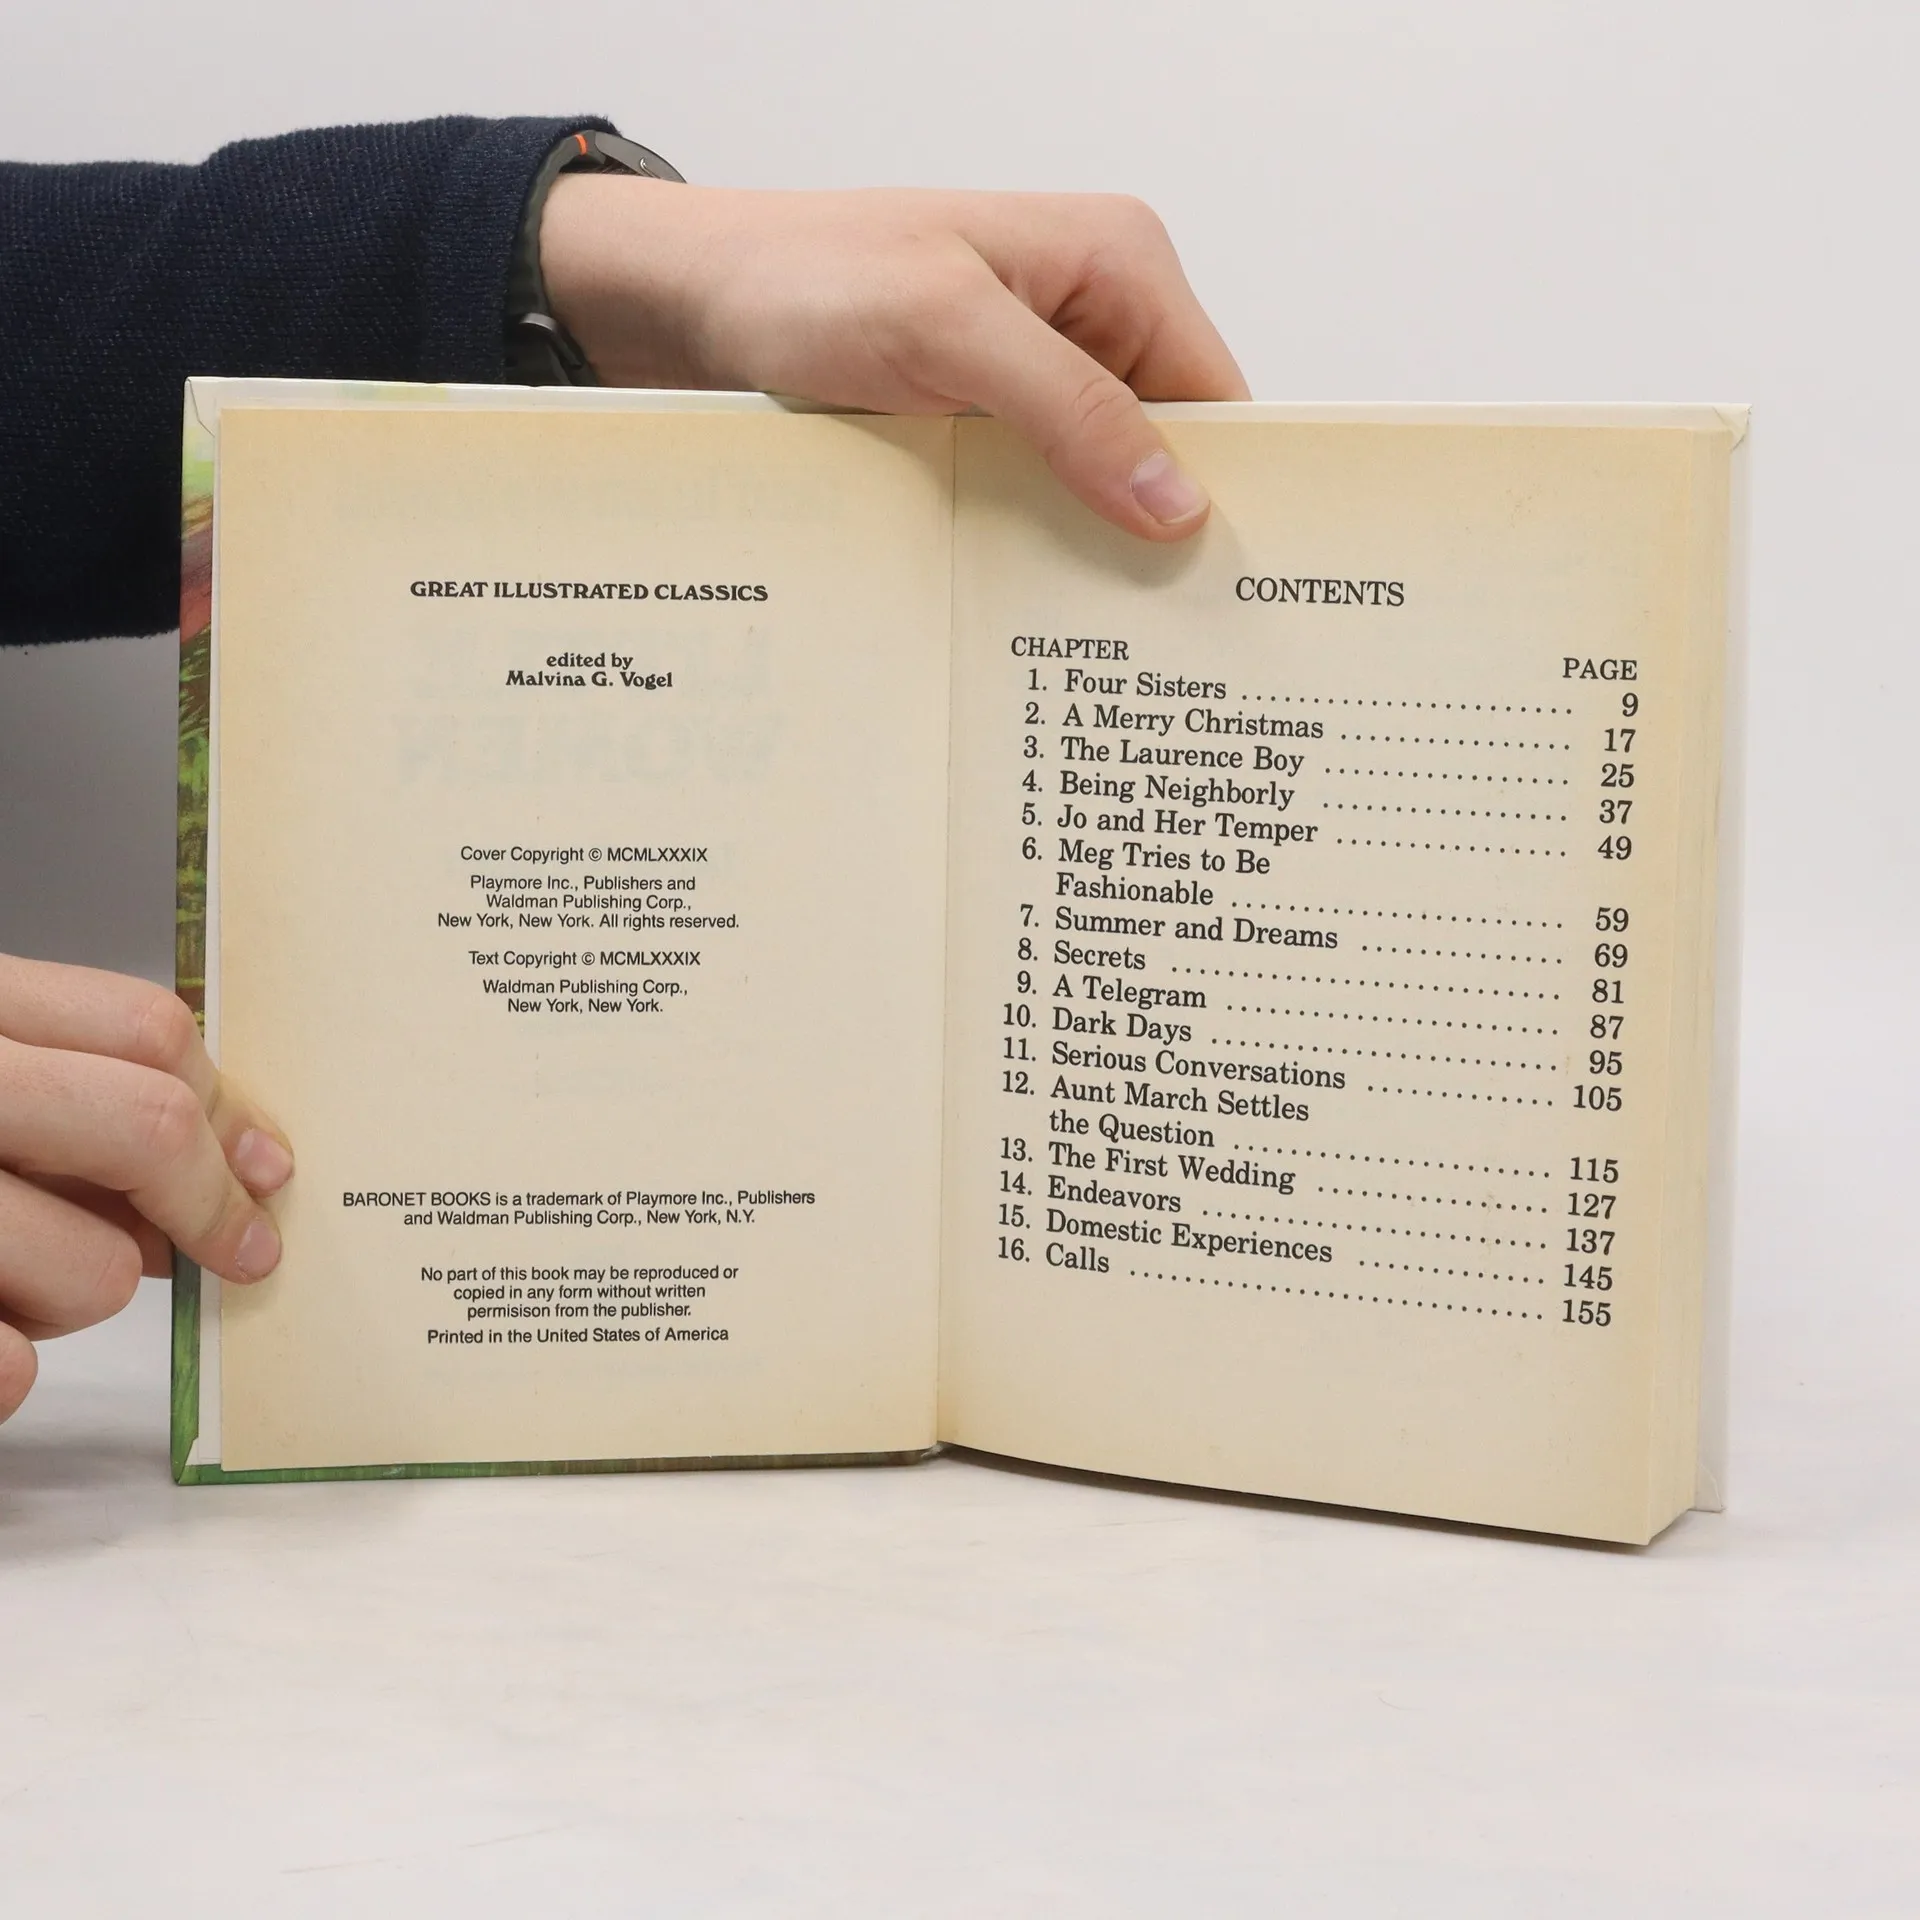 GREAT ILLUSTRATED CLASSICS
edited by
Malvina G. Vogel
Cover Copyright © MCMLXXXIX
Playmore Inc., Publishers and
Waldman Publishing Corp.,
New York, New York. All rights reserved.
Text Copyright © MCMLXXXIX
Waldman Publishing Corp.,
New York, New York.
BARONET BOOKS is a trademark of Playmore Inc., Publishers
and Waldman Publishing Corp., New York, N.Y.
No part of this book may be reproduced or
copied in any form without written
permisison from the publisher.
Printed in the United States of America
CONTENTS
CHAPTER PAGE
1. Four Sisters ....................... 9
2. A Merry Christmas ................ 17
3. The Laurence Boy ................. 25
4. Being Neighborly ................. 37
5. Jo and Her Temper ................ 49
6. Meg Tries to Be
Fashionable ....................... 59
7. Summer and Dreams .............. 69
8. Secrets ........................... 81
9. A Telegram ....................... 87
10. Dark Days ........................ 95
11. Serious Conversations ............. 105
12. Aunt March Settles
the Question ...................... 115
13. The First Wedding ................ 127
14. Endeavors ........................ 137
15. Domestic Experiences ............. 145
16. Calls ............................. 155